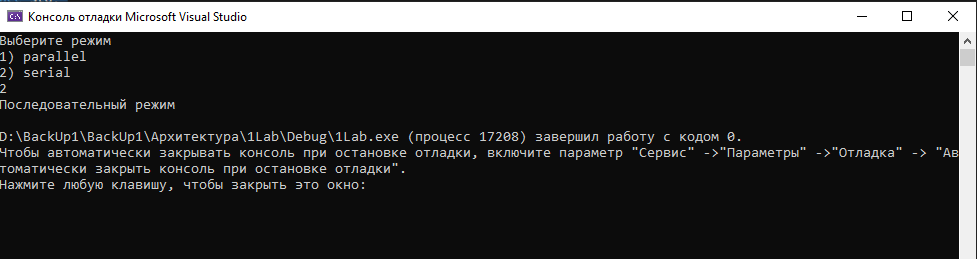 Консоль отладки Microsoft Visual Studio
Выберите режим
1) parallel
2) serial
2
Последовательный режим
D:\BackUp1\BackUp1\Архитектура\1Lab\Debug\1Lab.exe (процесс 17208) завершил работу с кодом 0.
Чтобы автоматически закрывать консоль при остановке отладки, включите параметр "Сервис" ->"Параметры" ->"Отладка" -> "Ав
томатически закрыть консоль при остановке отладки".
Нажмите любую клавишу, чтобы закрыть это окно: